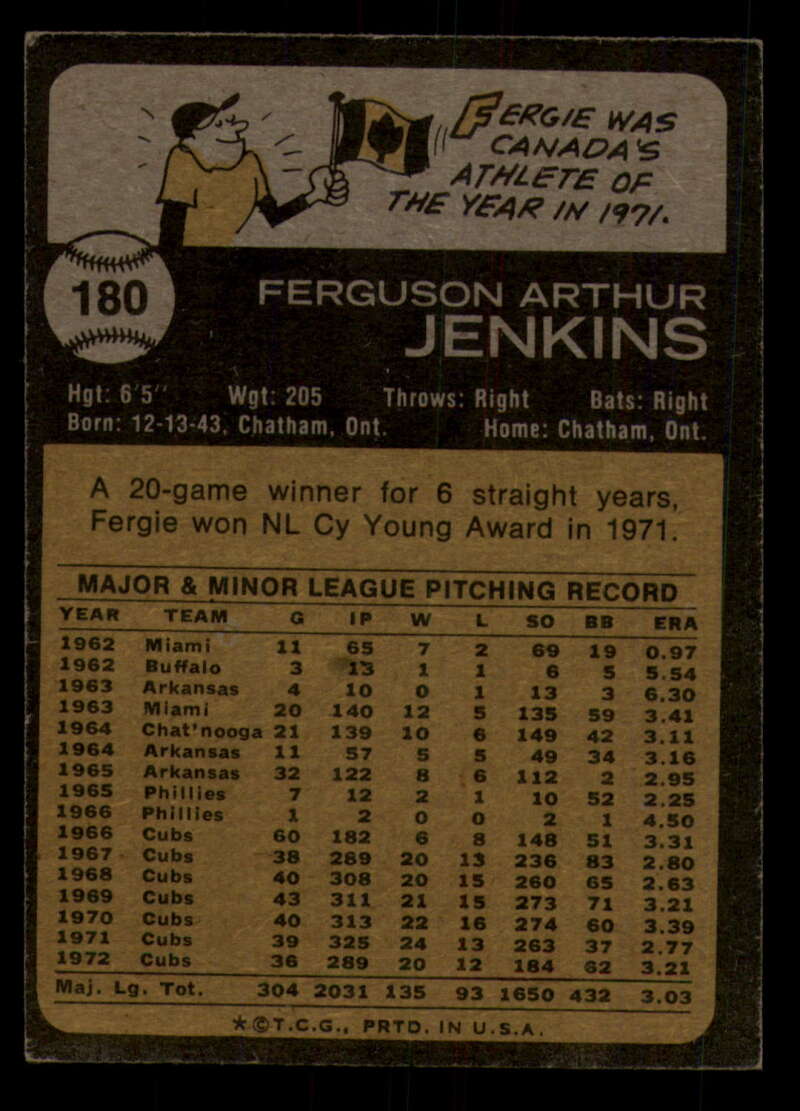 FERGIE WAS
CANADA'S
ATHLETE OF
THE YEAR IN 1971.
180
FERGUSON ARTHUR
JENKINS
Hgt: 6'5" Wgt: 205 Throws: Right Bats: Right
Born: 12-13-43, Chatham, Ont. Home: Chatham, Ont.
A 20-game winner for 6 straight years,
Fergie won NL Cy Young Award in 1971.
MAJOR & MINOR LEAGUE PITCHING RECORD
YEAR TEAM G IP W L SO BB ERA
1962 Miami 11 65 7 2 69 19 0.97
1962 Buffalo 3 13 1 1 6 5 5.54
1963 Arkansas 4 10 0 1 13 3 6.30
1963 Miami 20 140 12 5 135 59 3.41
1964 Chat'nooga 21 139 10 6 149 42 3.11
1964 Arkansas 11 57 5 5 49 34 3.16
1965 Arkansas 32 122 8 6 112 2 2.95
1965 Phillies 7 12 2 1 10 52 2.25
1966 Phillies 1 2 0 0 2 1 4.50
1966 Cubs 60 182 6 8 148 51 3.31
1967 Cubs 38 289 20 13 236 83 2.80
1968 Cubs 40 308 20 15 260 65 2.63
1969 Cubs 43 311 21 15 273 71 3.21
1970 Cubs 40 313 22 16 274 60 3.39
1971 Cubs 39 325 24 13 263 37 2.77
1972 Cubs 36 289 20 12 184 62 3.21
Maj. Lg. Tot. 304 2031 135 93 1650 432 3.03
*©T.C.G., PRTD. IN U.S.A.